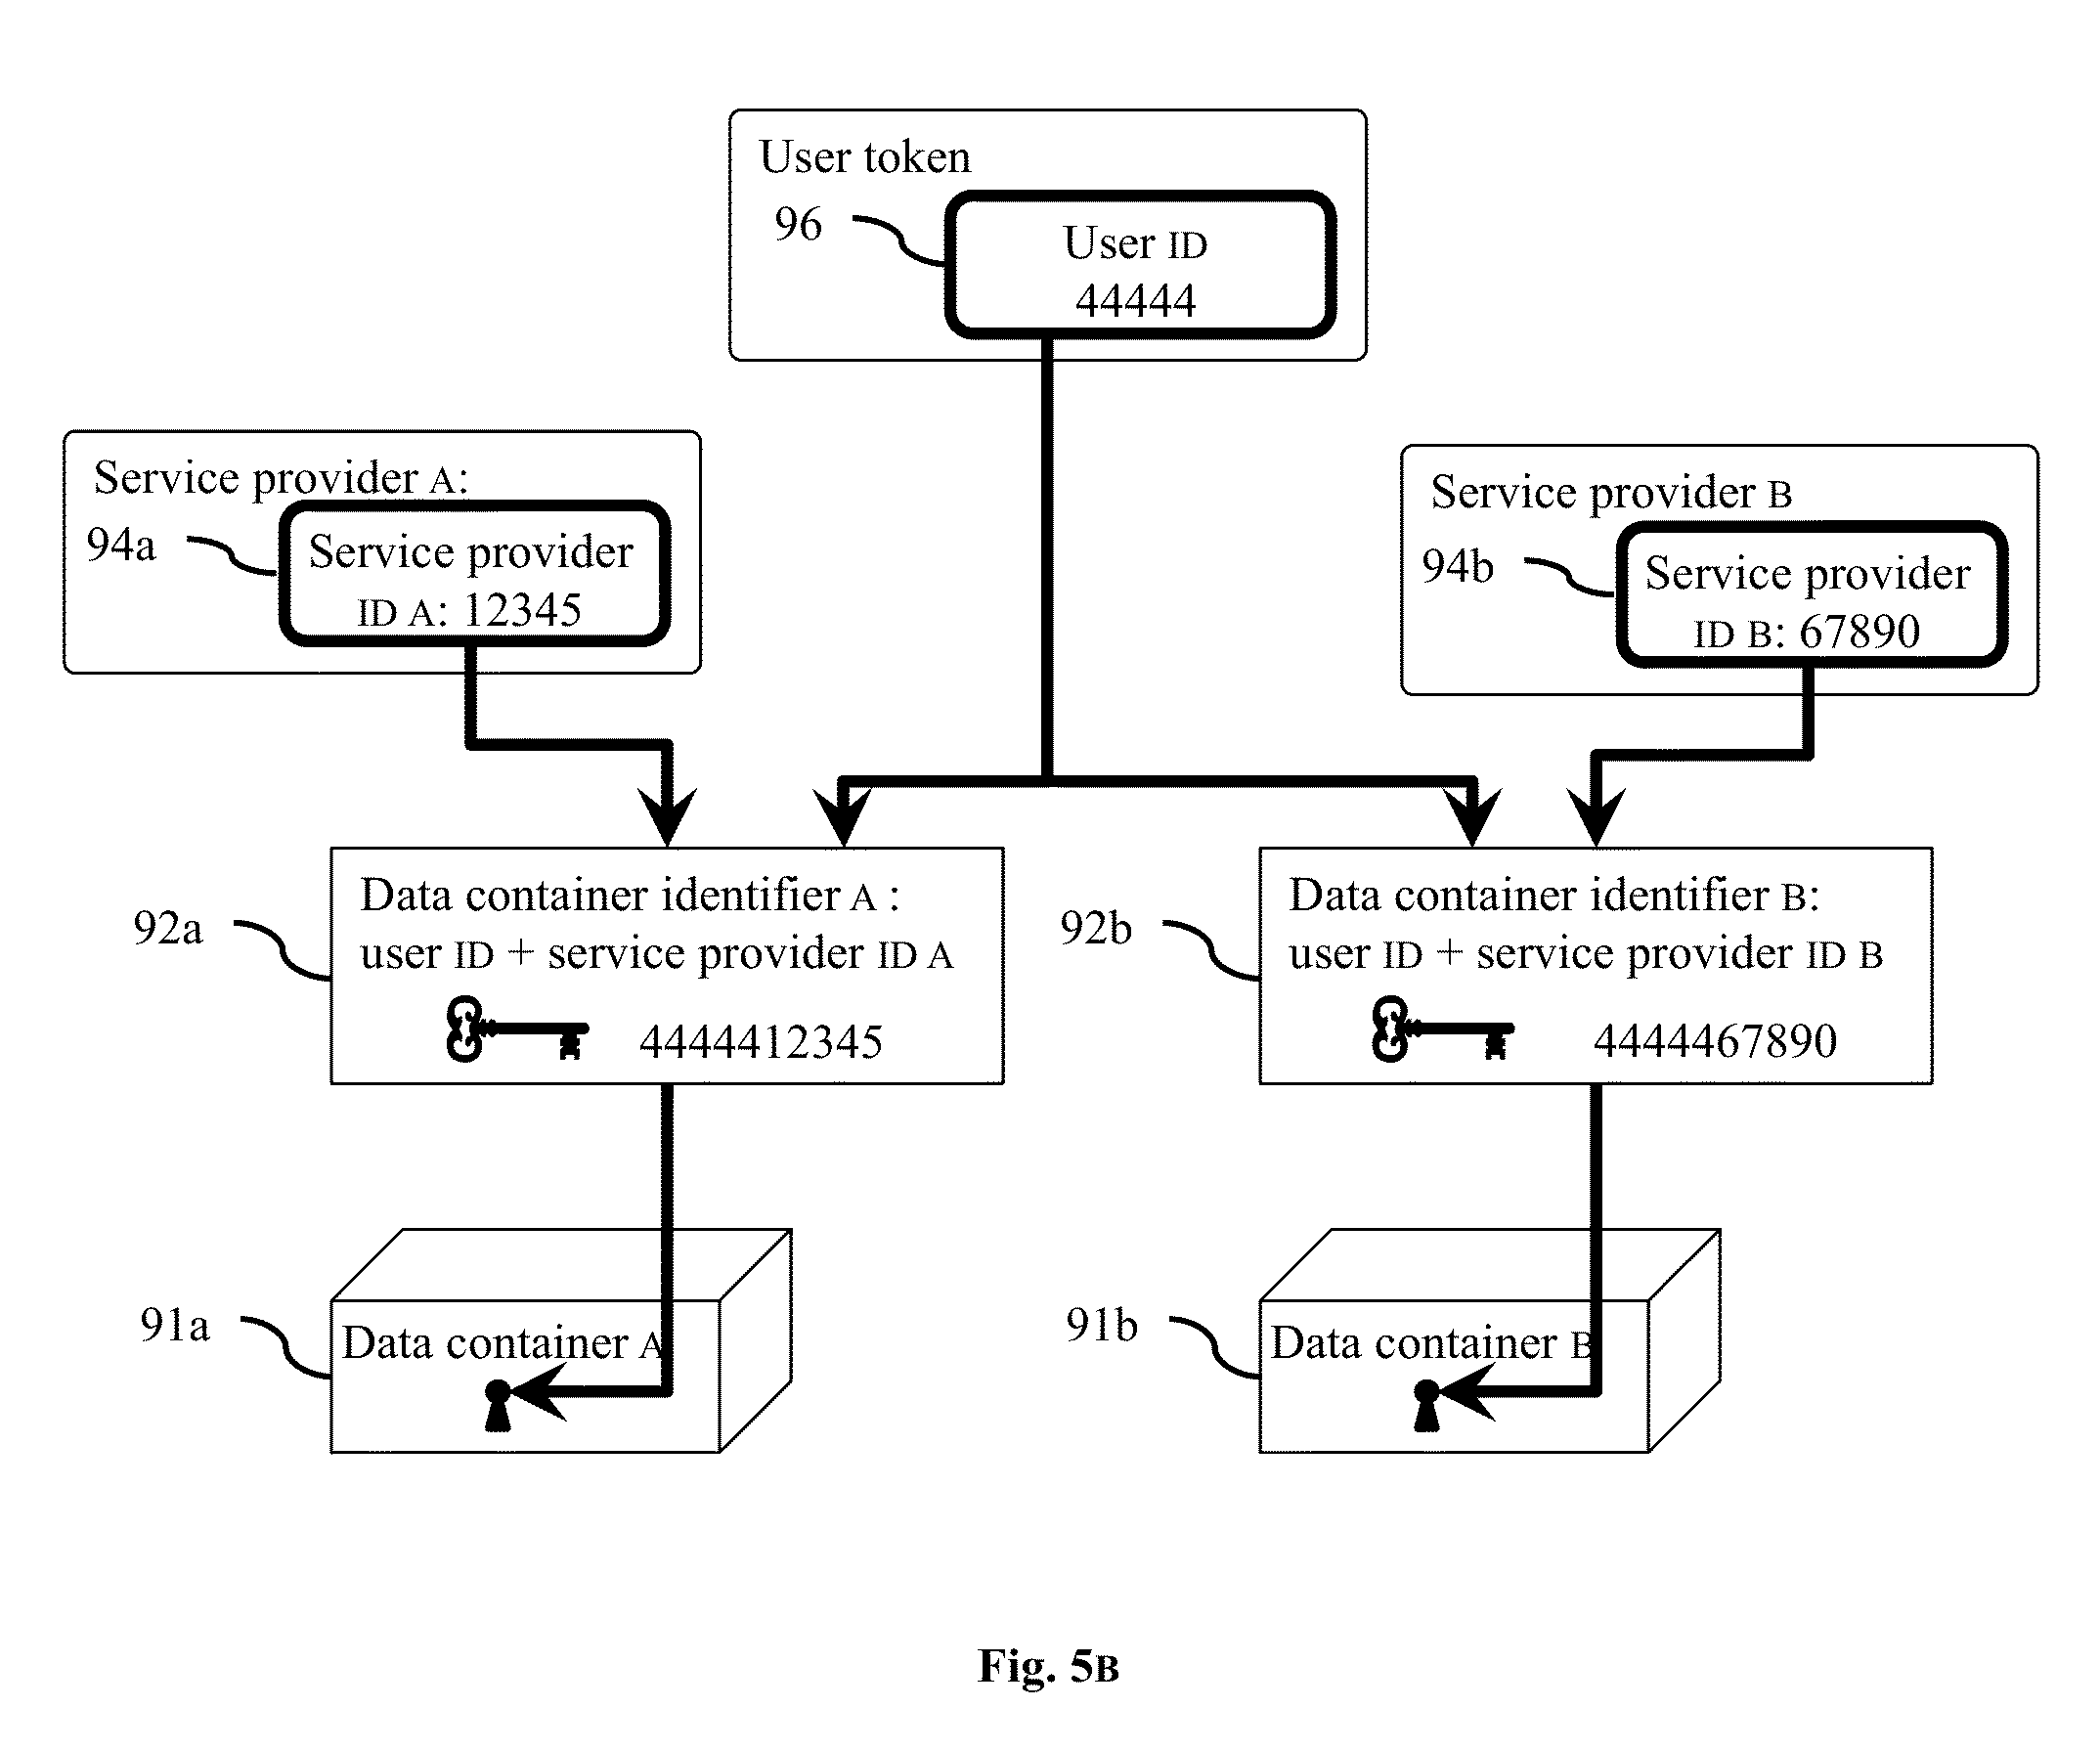 User token
96
User ID
44444
Service provider A:
94a
Service provider
ID A: 12345
Service provider B
94b
Service provider
ID B: 67890
92a
Data container identifier A :
user ID + service provider ID A
4444412345
92b
Data container identifier B:
user ID + service provider ID B
4444467890
91a
Data container A
91b
Data container B
Fig. 5B